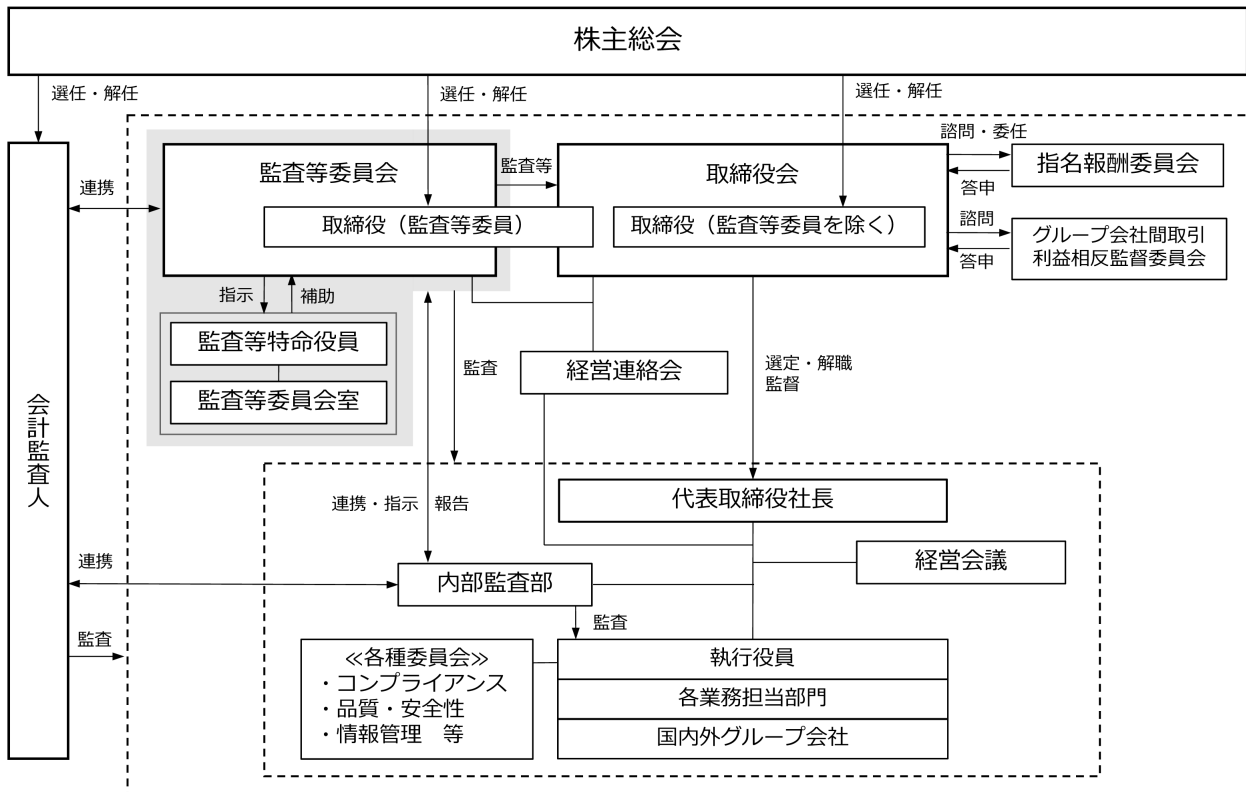 株主総会
選任・解任
選任・解任
選任・解任
諮問・委任
監査等委員会
監査等
取締役会
指名報酬委員会
答申
連携
取締役（監査等委員）
取締役（監査等委員を除く）
諮問
グループ会社間取引
利益相反監督委員会
答申
指示
補助
監査等特命役員
監査等委員会室
監査
経営連絡会
選定・解職
監督
会計監査人
連携・指示
報告
代表取締役社長
経営会議
連携
内部監査部
監査
監査
≪各種委員会≫
・コンプライアンス
・品質・安全性
・情報管理　等
執行役員
各業務担当部門
国内外グループ会社